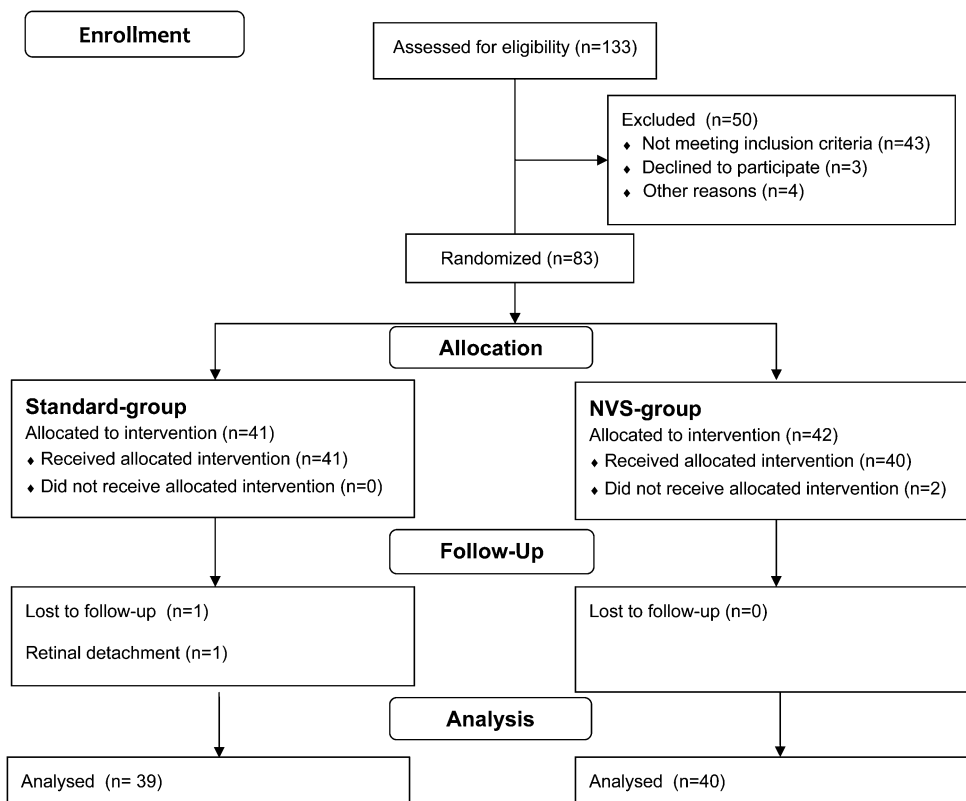 Enrollment
Assessed for eligibility (n=133)
Excluded (n=50)
♦ Not meeting inclusion criteria (n=43)
♦ Declined to participate (n=3)
♦ Other reasons (n=4)
Randomized (n=83)
Allocation
Standard-group
Allocated to intervention (n=41)
♦ Received allocated intervention (n=41)
♦ Did not receive allocated intervention (n=0)
NVS-group
Allocated to intervention (n=42)
♦ Received allocated intervention (n=40)
♦ Did not receive allocated intervention (n=2)
Follow-Up
Lost to follow-up (n=1)
Retinal detachment (n=1)
Lost to follow-up (n=0)
Analysis
Analysed (n= 39)
Analysed (n=40)